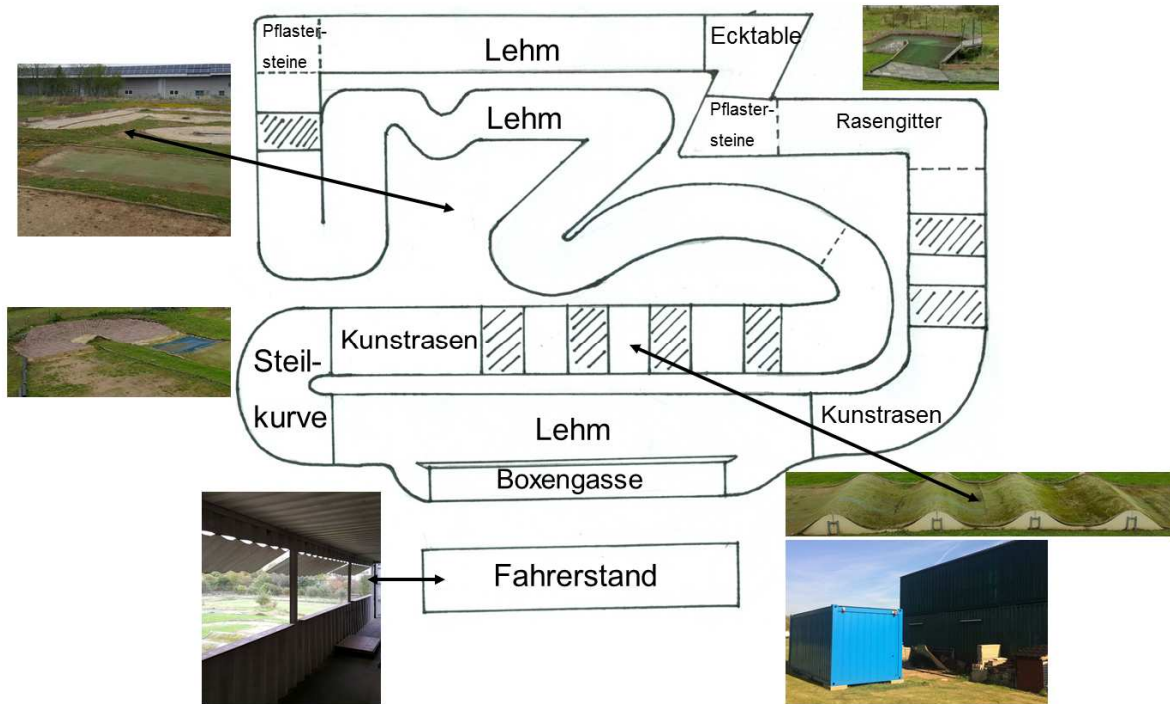 Pflaster-
steine
Lehm
Ecktable
Lehm
Pflaster-
steine
Rasengitter
Steil-
kurve
Kunstrasen
Kunstrasen
Lehm
Boxengasse
Fahrerstand